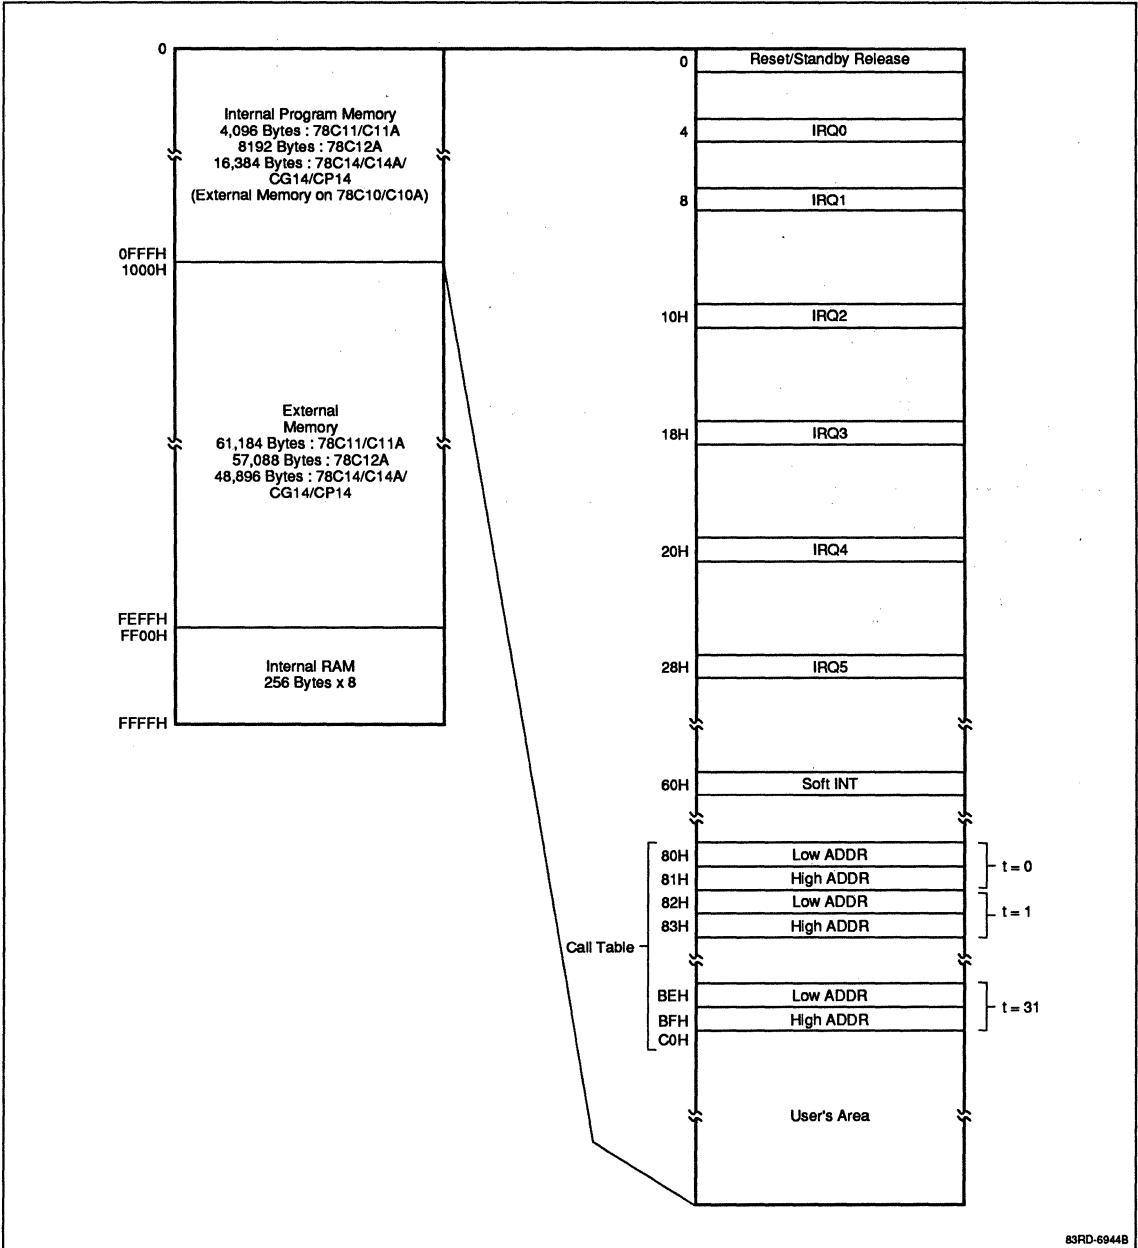 0
Internal Program Memory
4,096 Bytes : 78C11/C11A
8192 Bytes : 78C12A
16,384 Bytes : 78C14/C14A/
CG14/CP14
(External Memory on 78C10/C10A)
0FFFH
1000H
External
Memory
61,184 Bytes : 78C11/C11A
57,088 Bytes : 78C12A
48,896 Bytes : 78C14/C14A/
CG14/CP14
FEFFH
FF00H
Internal RAM
256 Bytes x 8
FFFFH
0 Reset/Standby Release
4 IRQ0
8 IRQ1
10H IRQ2
18H IRQ3
20H IRQ4
28H IRQ5
60H Soft INT
Call Table
80H Low ADDR
81H High ADDR
t = 0
82H Low ADDR
83H High ADDR
t = 1
BEH Low ADDR
BFH High ADDR
t = 31
C0H
User's Area
83RD-6944B